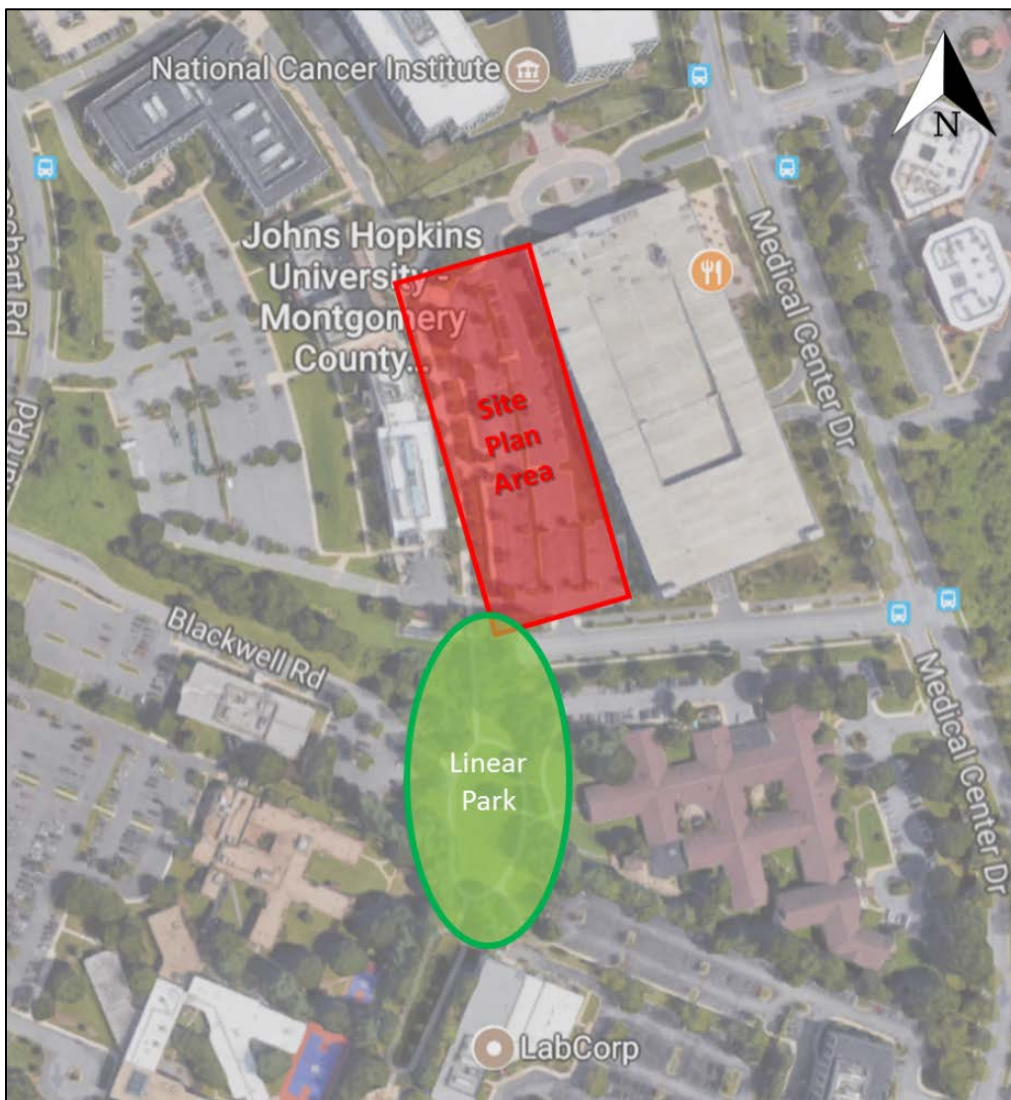 National Cancer Institute
N
Johns Hopkins
University -
Montgomery
County...
Medical Center Dr
Site
Plan
Area
Blackwell Rd
Medical Center Dr
Linear
Park
LabCorp